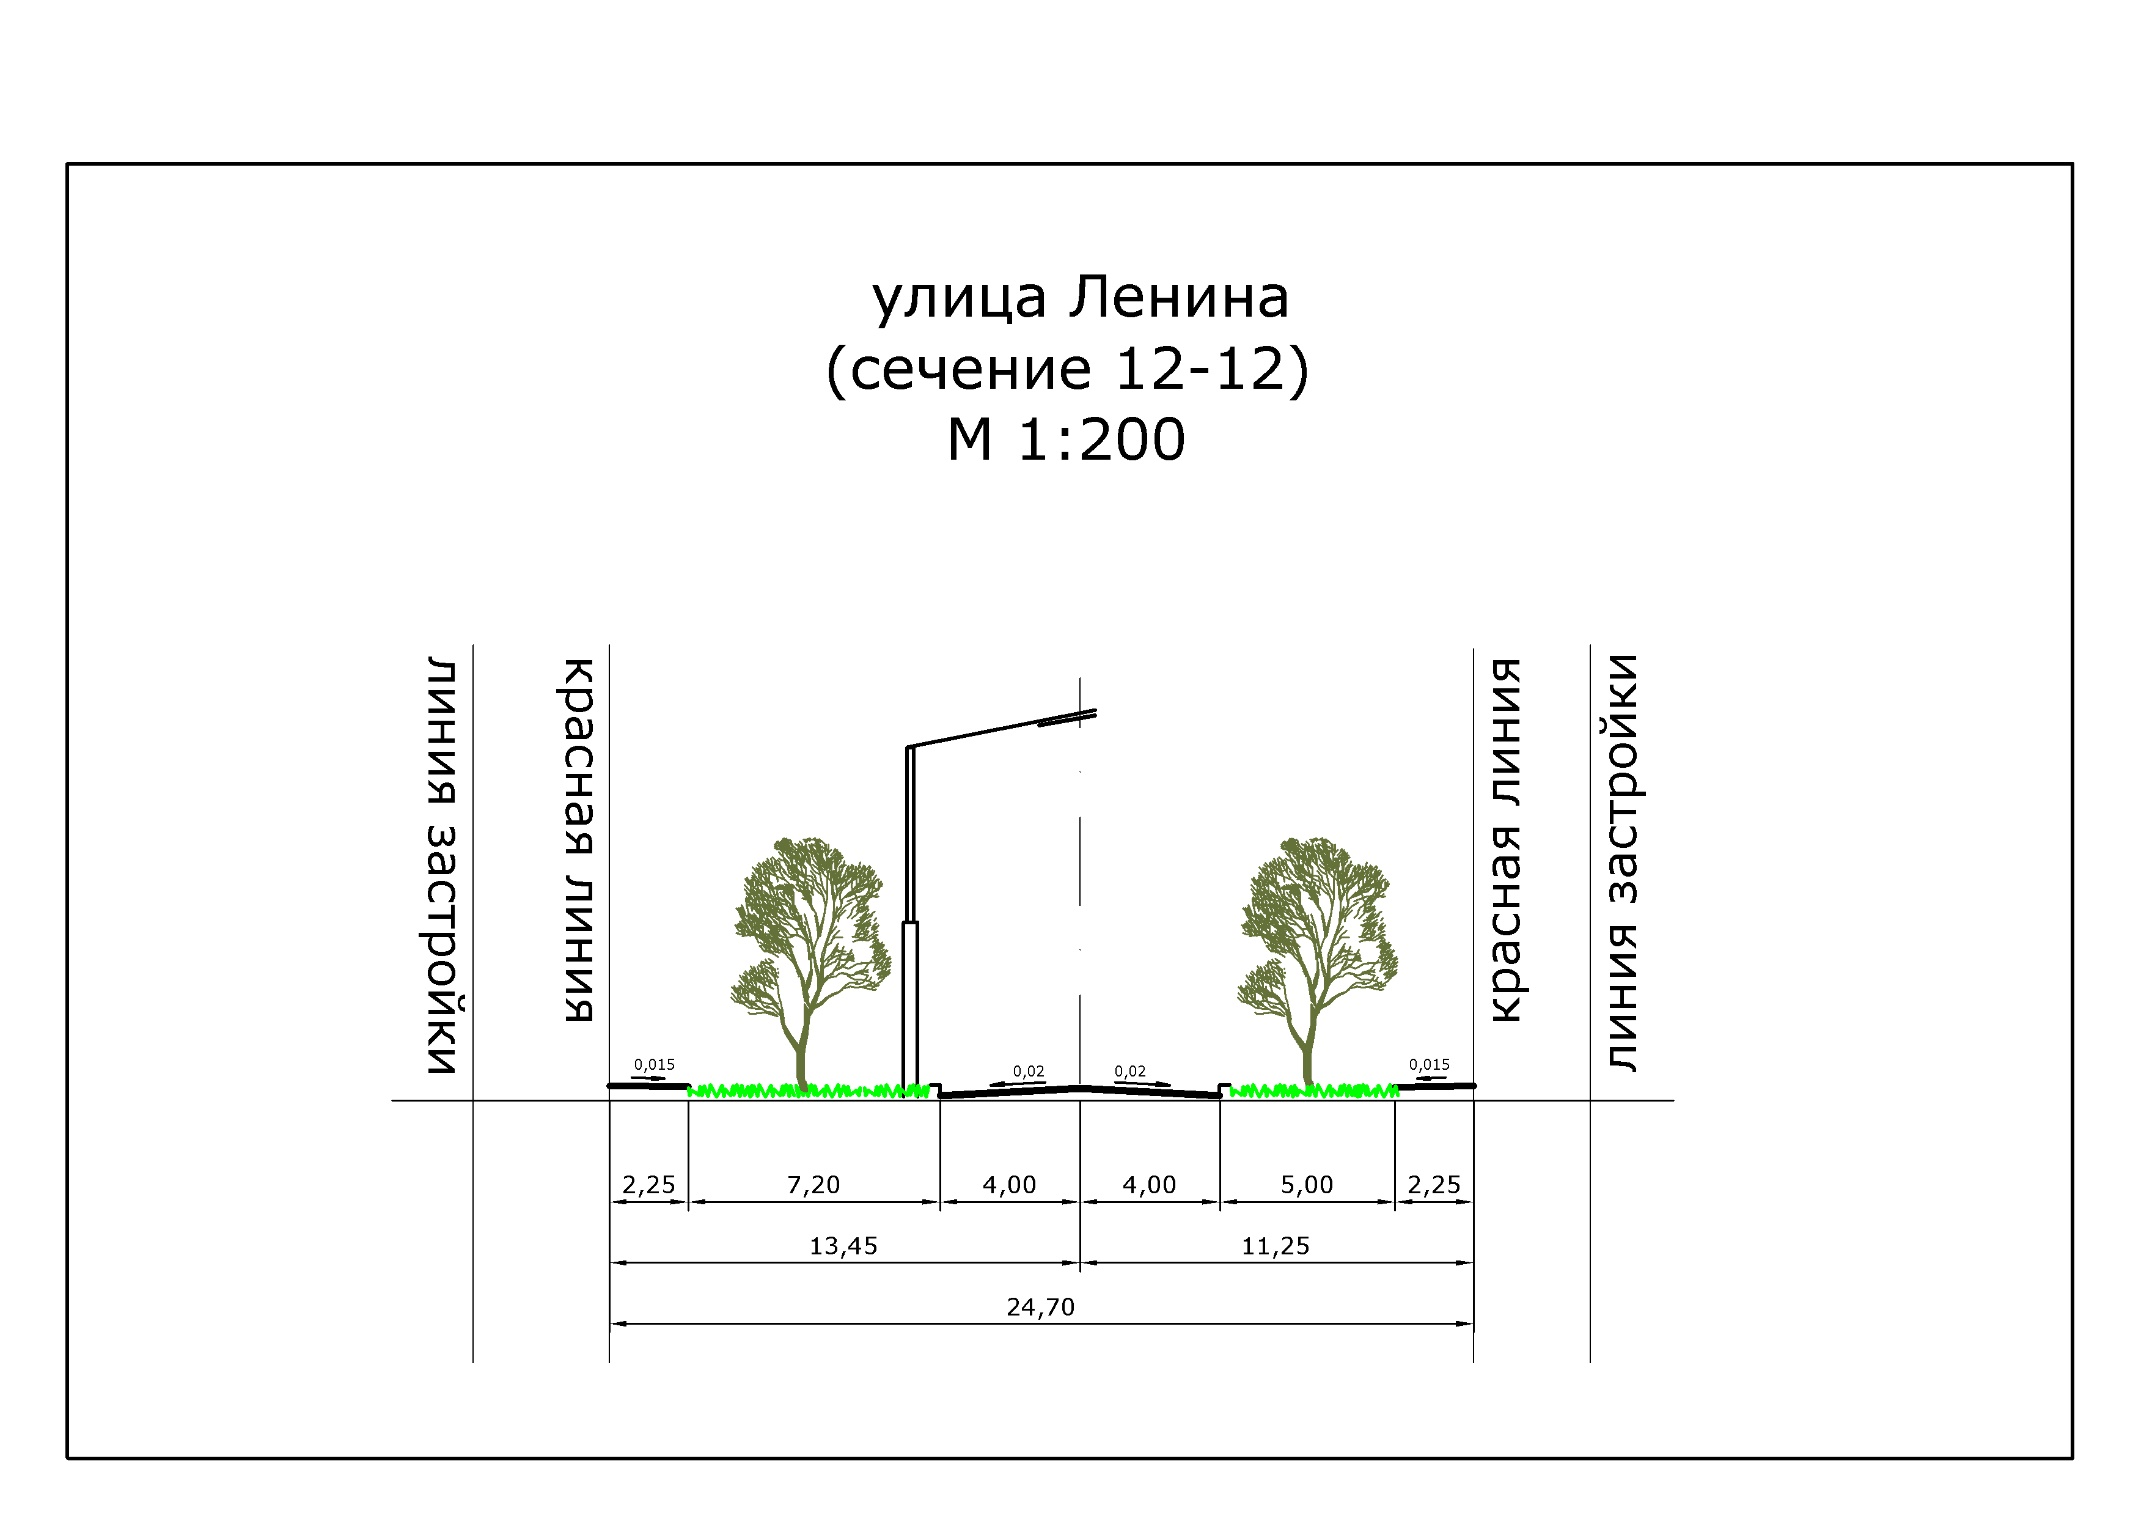 улица Ленина
(сечение 12-12)
М 1:200
линия застройки
красная линия
красная линия
линия застройки
0,015
0,02
0,02
0,015
2,25
7,20
4,00
4,00
5,00
2,25
13,45
11,25
24,70